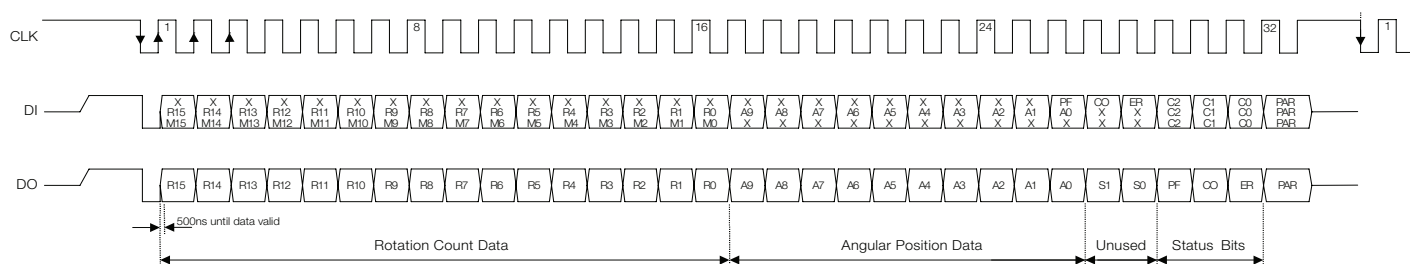 CLK 1 8 16 24 32 1
DI
X X X X X X X X X X X X X X X X X X X X X X X X X PF CO ER C2 C1 C0 PAR
R15 R14 R13 R12 R11 R10 R9 R8 R7 R6 R5 R4 R3 R2 R1 R0 A9 A8 A7 A6 A5 A4 A3 A2 A1 A0 X X C2 C1 C0 PAR
M15 M14 M13 M12 M11 M10 M9 M8 M7 M6 M5 M4 M3 M2 M1 M0 X X X X X X X X X X X X C2 C1 C0 PAR
DO R15 R14 R13 R12 R11 R10 R9 R8 R7 R6 R5 R4 R3 R2 R1 R0 A9 A8 A7 A6 A5 A4 A3 A2 A1 A0 S1 S0 PF CO ER PAR
500ns until data valid
Rotation Count Data Angular Position Data Unused Status Bits